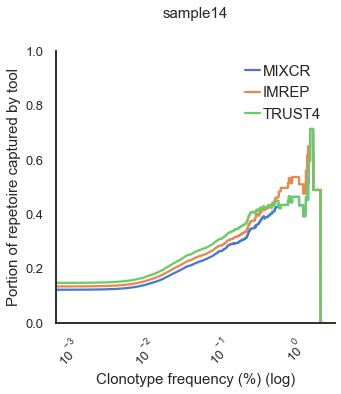 sample14
1.0
0.8
0.6
0.4
0.2
0.0
Portion of repetoire captured by tool
MIXCR
IMREP
TRUST4
10⁻³
10⁻²
10⁻¹
10⁰
Clonotype frequency (%) (log)